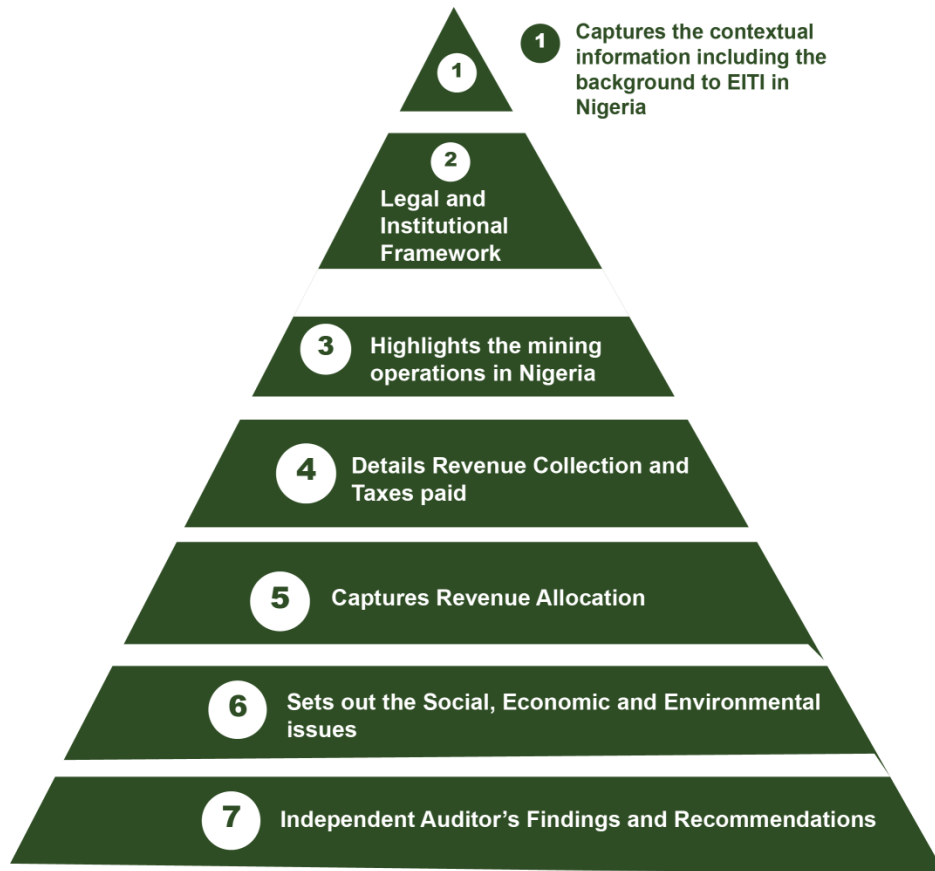 1
1
Captures the contextual
information including the
background to EITI in
Nigeria
2
Legal and
Institutional
Framework
3
Highlights the mining
operations in Nigeria
4
Details Revenue Collection and
Taxes paid
5
Captures Revenue Allocation
6
Sets out the Social, Economic and Environmental
issues
7
Independent Auditor’s Findings and Recommendations